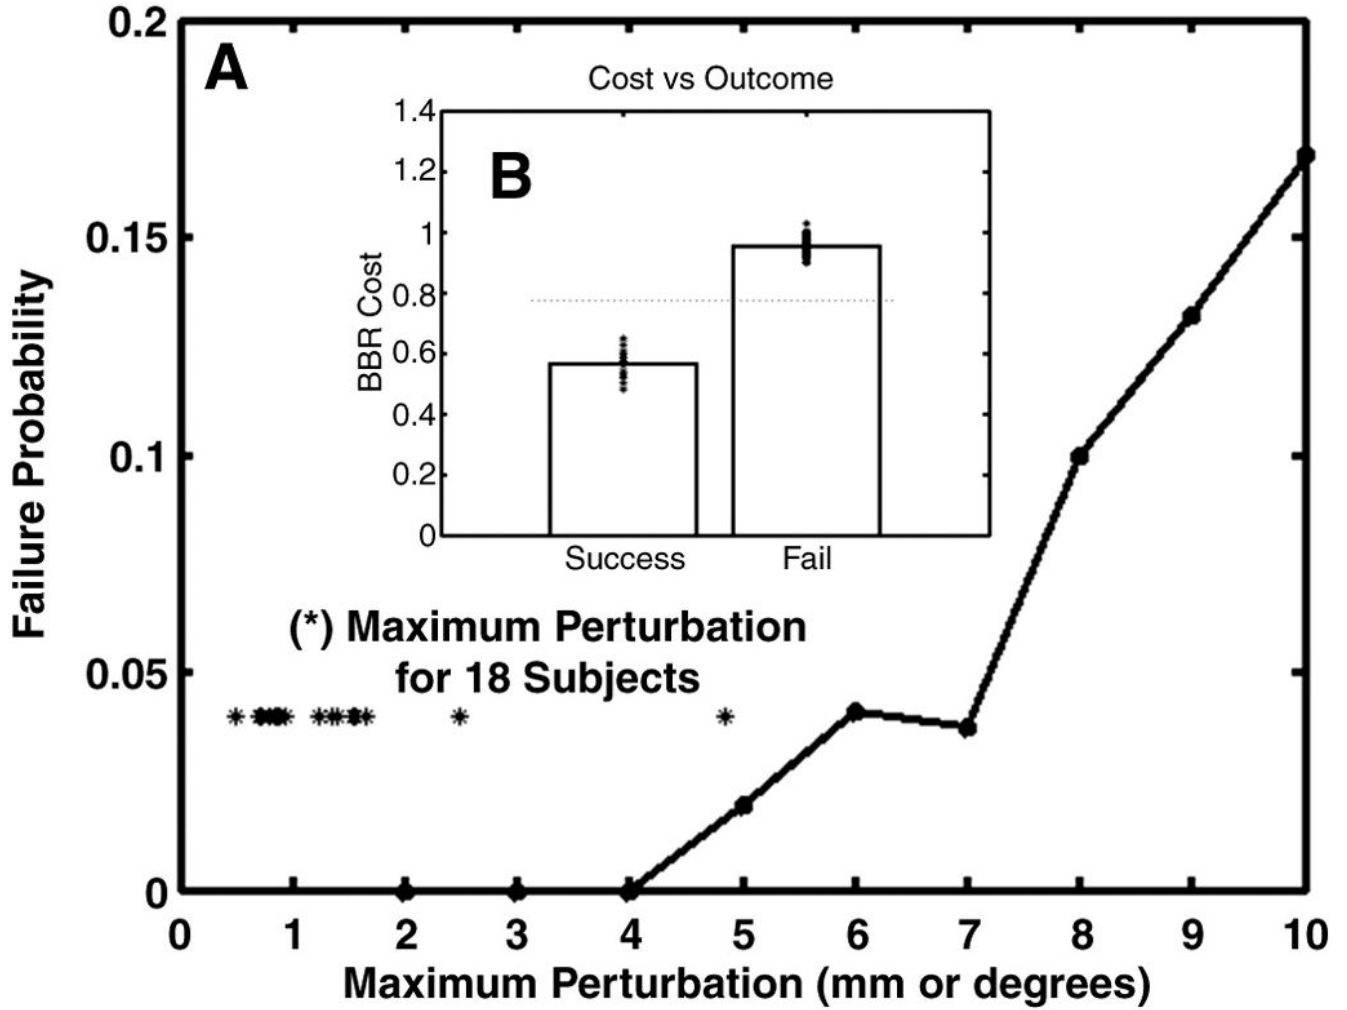 A
0.2
0.15
0.1
0.05
0
Failure Probability
Cost vs Outcome
B
1.4
1.2
1
0.8
0.6
0.4
0.2
0
BBR Cost
Success Fail
(*) Maximum Perturbation
for 18 Subjects
0 1 2 3 4 5 6 7 8 9 10
Maximum Perturbation (mm or degrees)